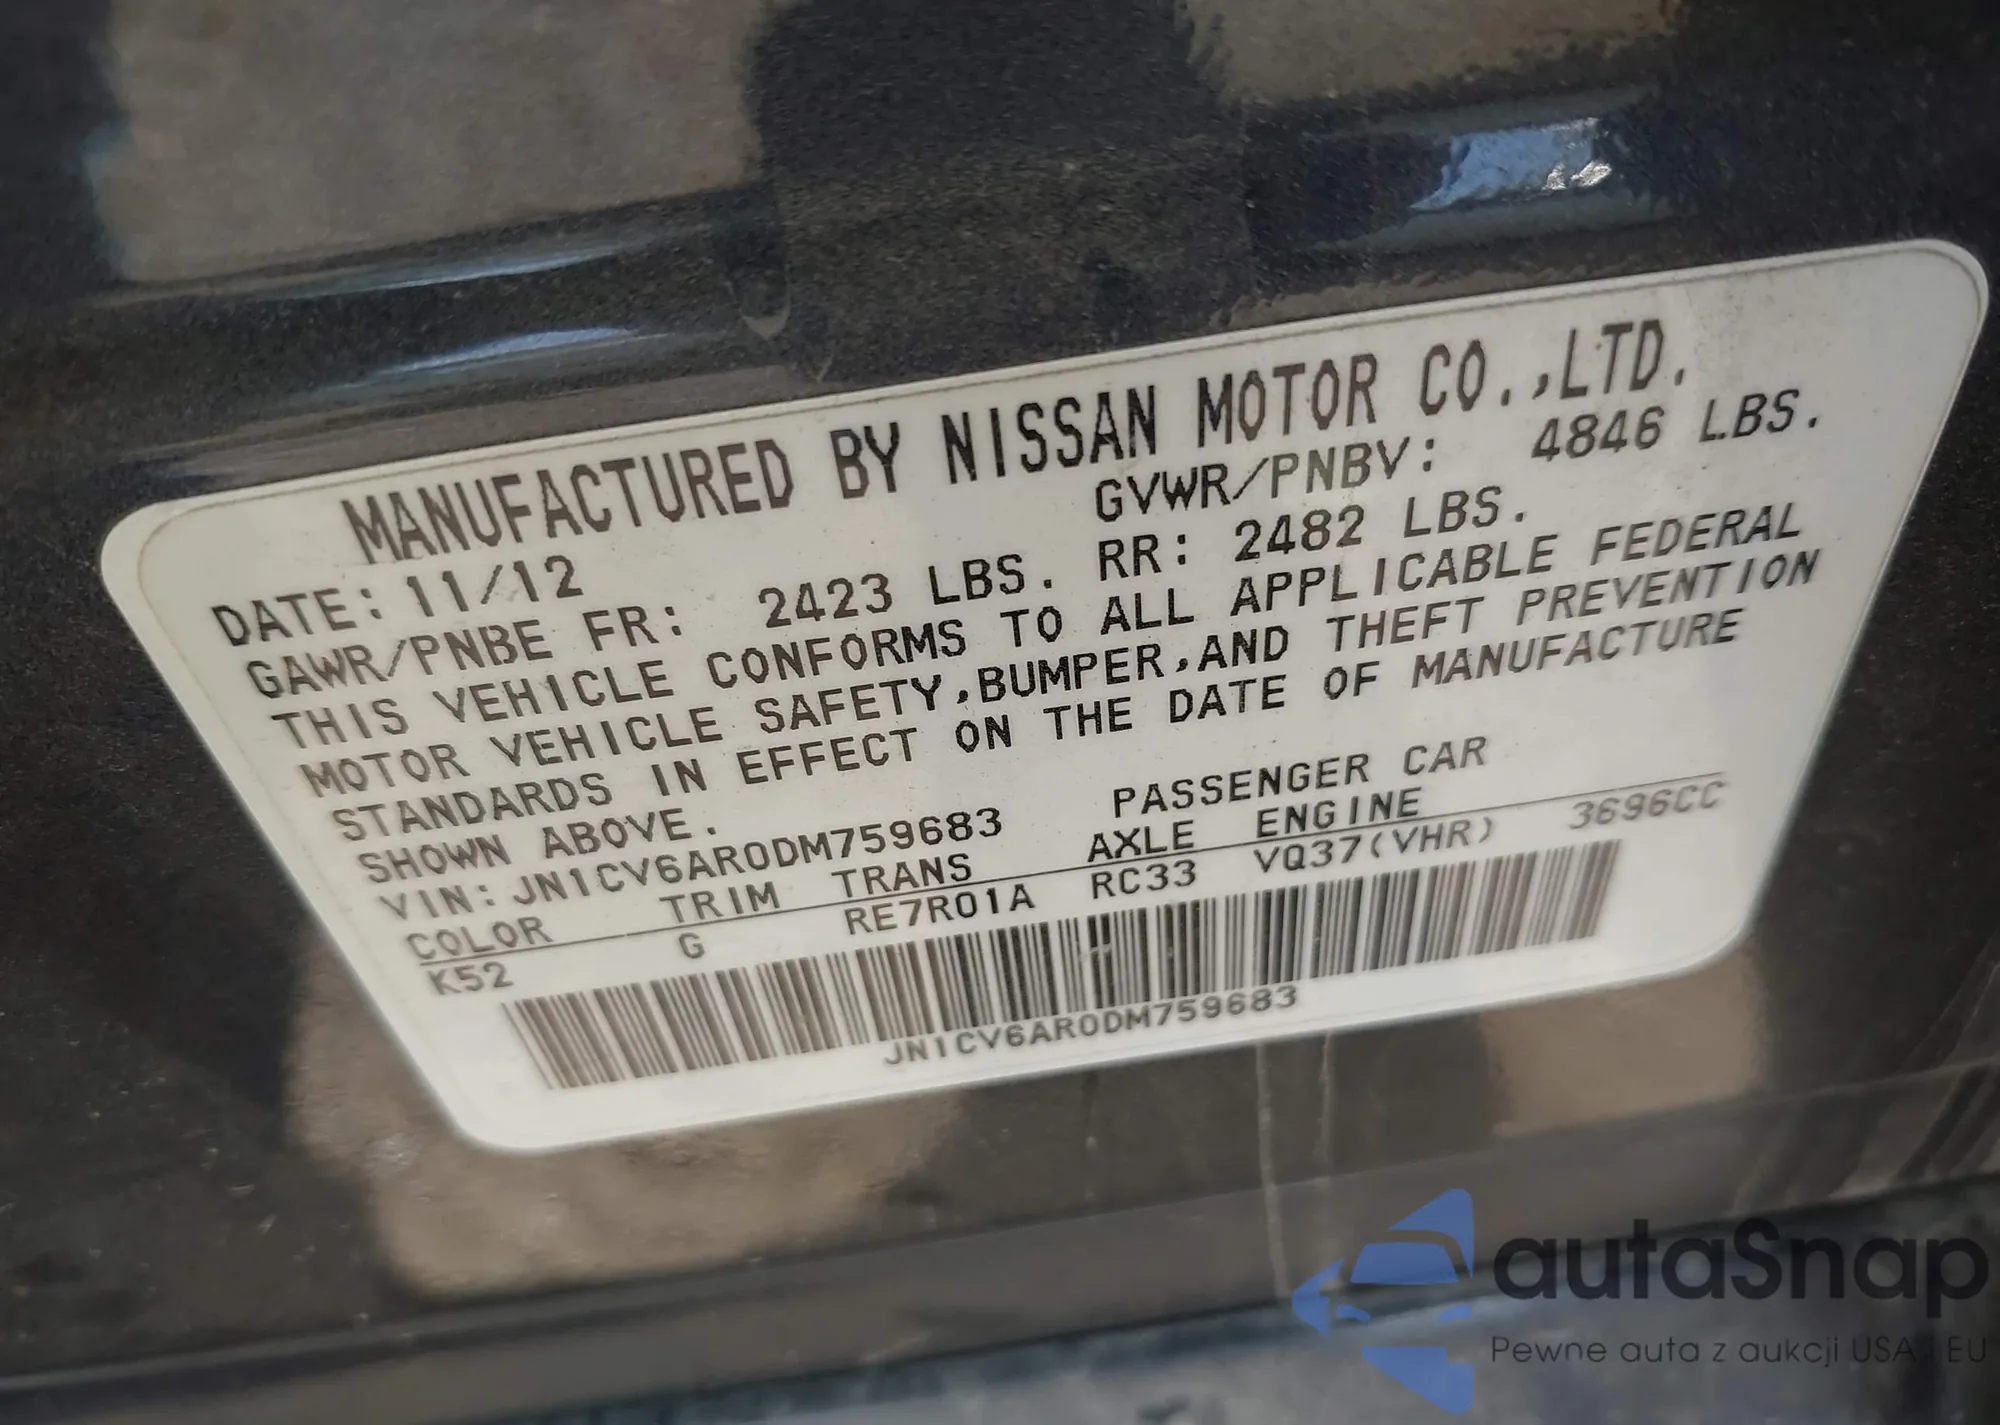 MANUFACTURED BY NISSAN MOTOR CO.,LTD.
DATE: 11/12 GVWR/PNBV: 4846 LBS.
GAWR/PNBE FR: 2423 LBS. RR: 2482 LBS.
THIS VEHICLE CONFORMS TO ALL APPLICABLE FEDERAL
MOTOR VEHICLE SAFETY,BUMPER,AND THEFT PREVENTION
STANDARDS IN EFFECT ON THE DATE OF MANUFACTURE
SHOWN ABOVE.
VIN: JN1CV6AR0DM759683 PASSENGER CAR
COLOR TRIM TRANS AXLE ENGINE
K52 G RE7R01A RC33 VQ37(VHR) 3696CC
JN1CV6AR0DM759683
autaSnap
Pewne auta z aukcji USA i EU